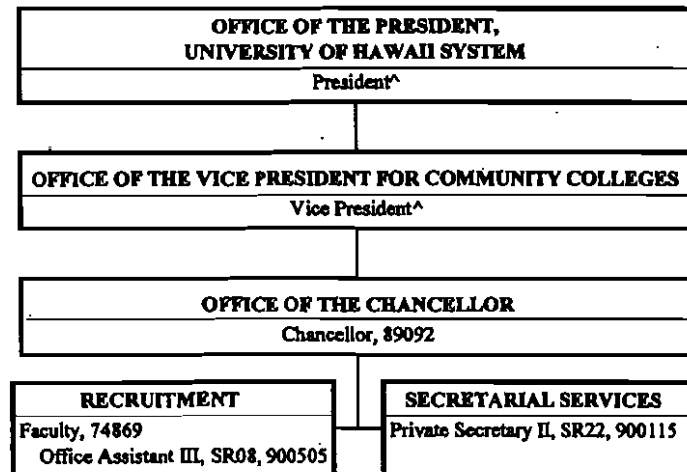 OFFICE OF THE PRESIDENT,
UNIVERSITY OF HAWAII SYSTEM
President^
OFFICE OF THE VICE PRESIDENT FOR COMMUNITY COLLEGES
Vice President^
OFFICE OF THE CHANCELLOR
Chancellor, 89092
RECRUITMENT
Faculty, 74869
Office Assistant III, SR08, 900505
SECRETARIAL SERVICES
Private Secretary II, SR22, 900115